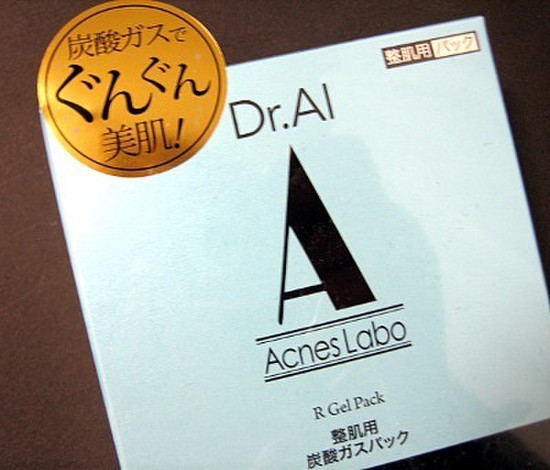 炭酸ガスで
ぐんぐん
美肌!
整肌用 パック
Dr.Al
A
Acnes Labo
R Gel Pack
整肌用
炭酸ガスパック